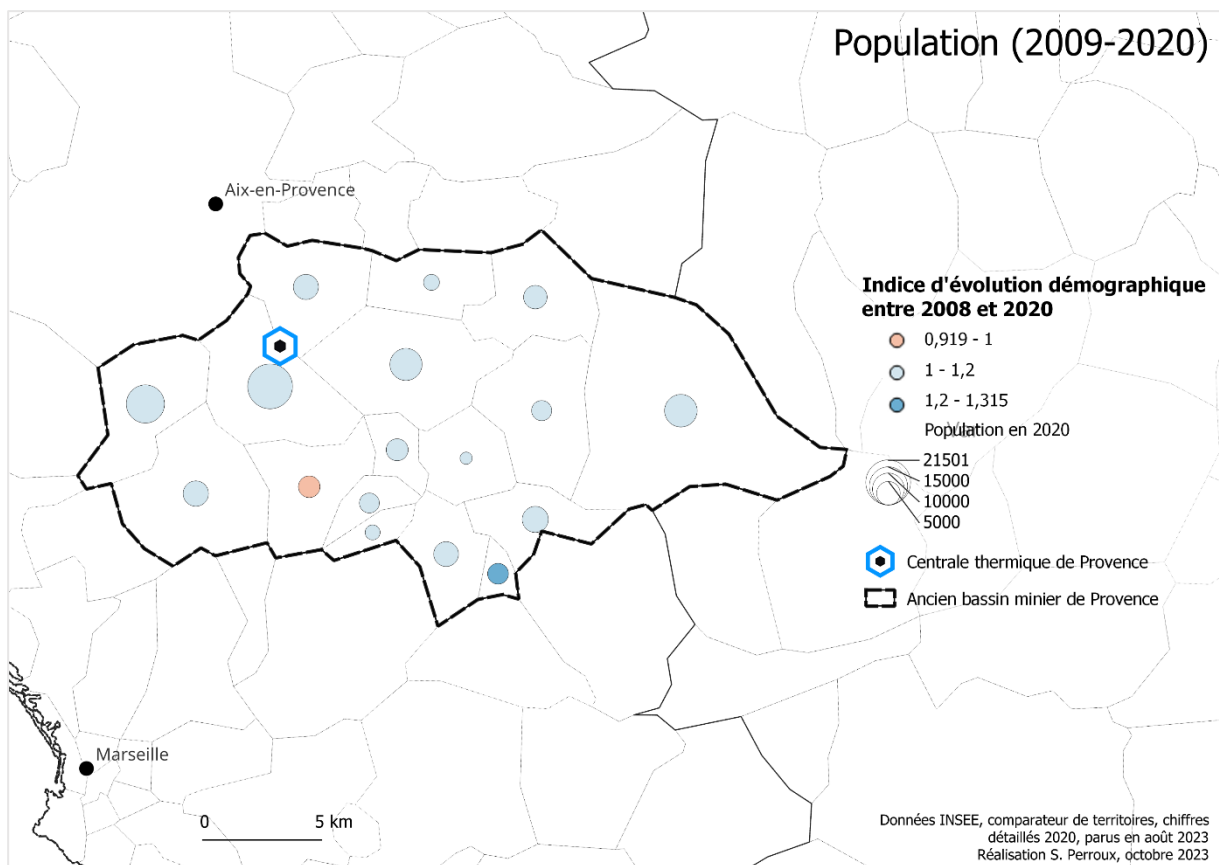 Population (2009-2020)
Aix-en-Provence
Indice d'évolution démographique
entre 2008 et 2020
0,919 - 1
1 - 1,2
1,2 - 1,315
Population en 2020
21501
15000
10000
5000
Centrale thermique de Provence
Ancien bassin minier de Provence
Marseille
0 5 km
Données INSEE, comparateur de territoires, chiffres
détaillés 2020, parus en août 2023
Réalisation S. Perroux, octobre 2023